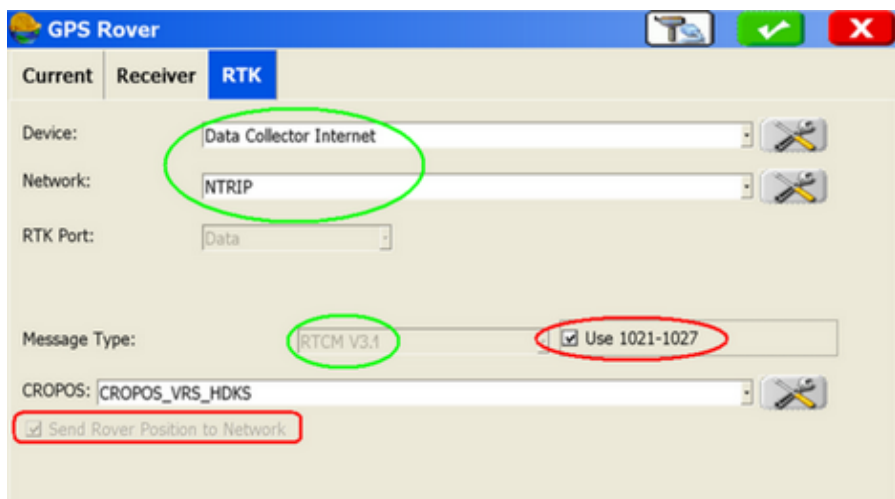 GPS Rover
Current Receiver RTK
Device: Data Collector Internet
Network: NTRIP
RTK Port: Data
Message Type: RTCM V3.1 Use 1021-1027
CROPOS: CROPOS_VRS_HDKS
Send Rover Position to Network